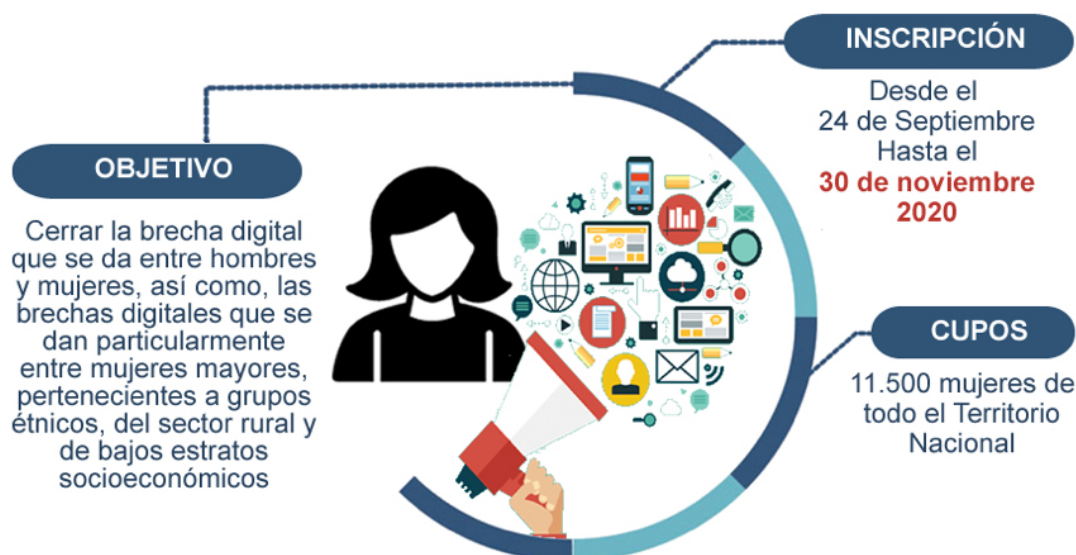 OBJETIVO
Cerrar la brecha digital
que se da entre hombres
y mujeres, así como, las
brechas digitales que se
dan particularmente
entre mujeres mayores,
pertenecientes a grupos
étnicos, del sector rural y
de bajos estratos
socioeconómicos
INSCRIPCIÓN
Desde el
24 de Septiembre
Hasta el
30 de noviembre
2020
CUPOS
11.500 mujeres de
todo el Territorio
Nacional